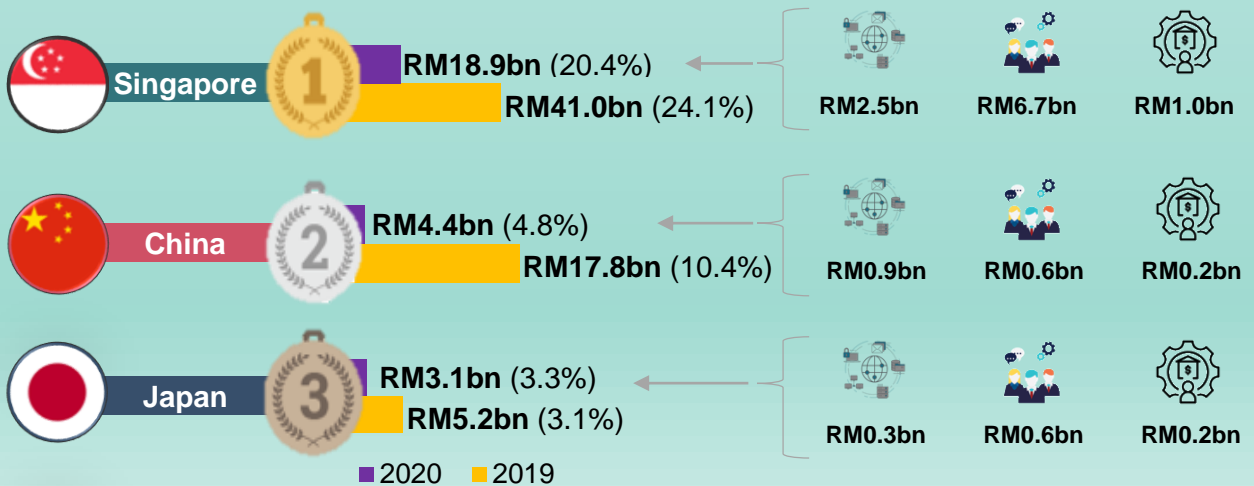 Singapore
1
RM18.9bn (20.4%)
RM41.0bn (24.1%)
RM2.5bn
RM6.7bn
RM1.0bn
China
2
RM4.4bn (4.8%)
RM17.8bn (10.4%)
RM0.9bn
RM0.6bn
RM0.2bn
Japan
3
RM3.1bn (3.3%)
RM5.2bn (3.1%)
RM0.3bn
RM0.6bn
RM0.2bn
2020
2019